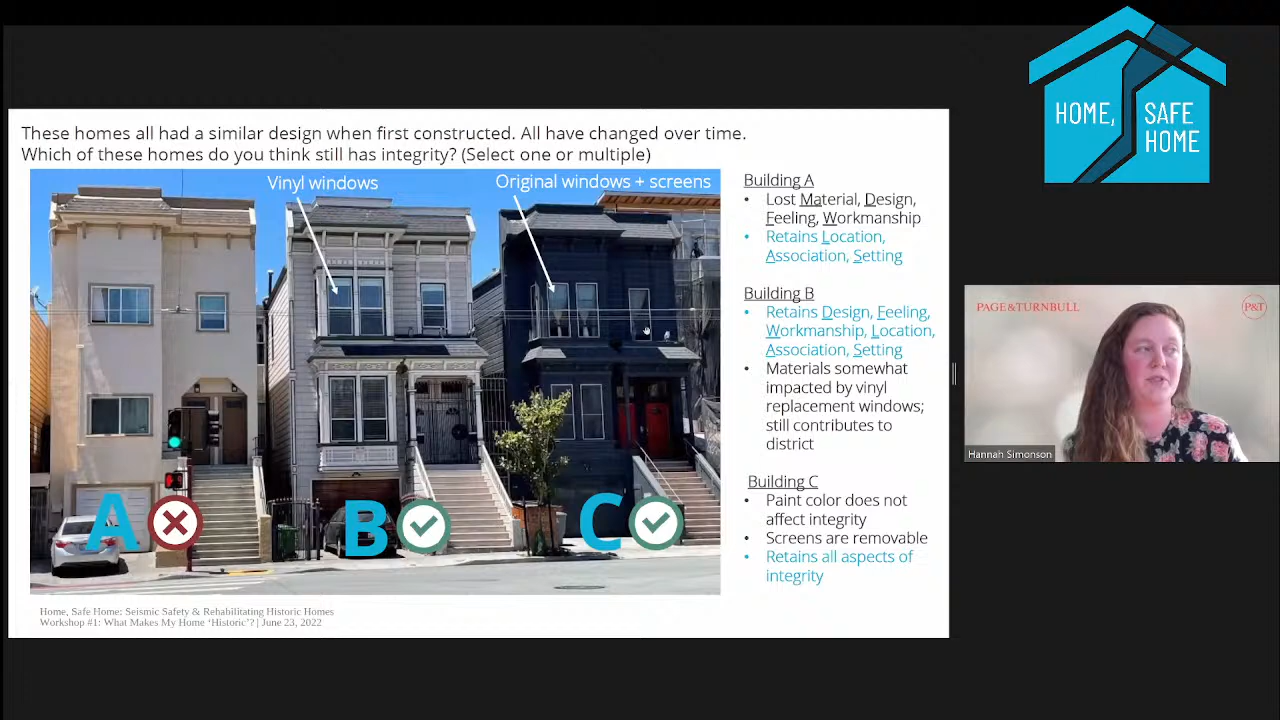 These homes all had a similar design when first constructed. All have changed over time.
Which of these homes do you think still has integrity? (Select one or multiple)
Vinyl windows
Original windows + screens
A
B
C
Building A
• Lost Material, Design,
Feeling, Workmanship
• Retains Location,
Association, Setting
Building B
• Retains Design, Feeling,
Workmanship, Location,
Association, Setting
• Materials somewhat
impacted by vinyl
replacement windows;
still contributes to
district
Building C
• Paint color does not
affect integrity
• Screens are removable
• Retains all aspects of
integrity
Home, Safe Home: Seismic Safety & Rehabilitating Historic Homes
Workshop #1: What Makes My Home ‘Historic’? | June 23, 2022
HOME, SAFE
HOME
PAGE & TURNBULL
P&T
Hannah Simonson